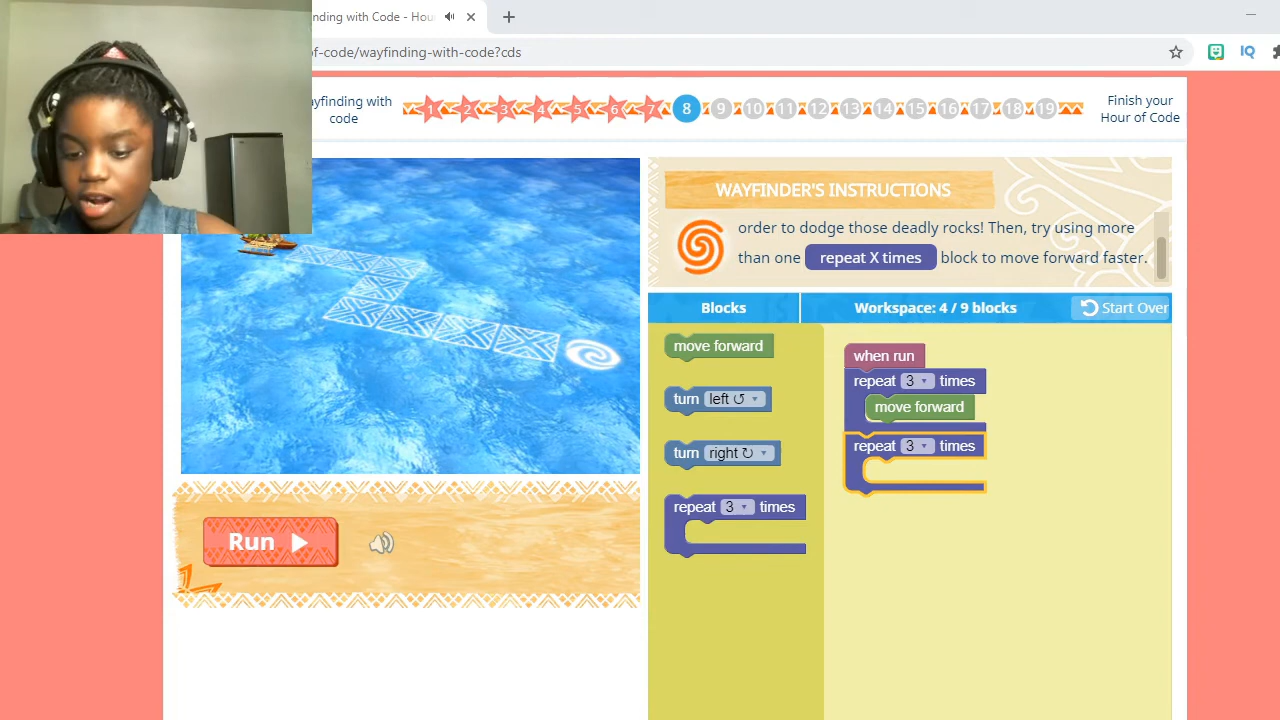 nding with Code - Hou
of-code/wayfinding-with-code?cds
IQ
ayfinding with
code
1 2 3 4 5 6 7 8 9 10 11 12 13 14 15 16 17 18 19
Finish your
Hour of Code
WAYFINDER'S INSTRUCTIONS
order to dodge those deadly rocks! Then, try using more
than one repeat X times block to move forward faster.
Blocks
Workspace: 4 / 9 blocks
Start Over
move forward
turn left
turn right
repeat 3 times
when run
repeat 3 times
move forward
repeat 3 times
Run